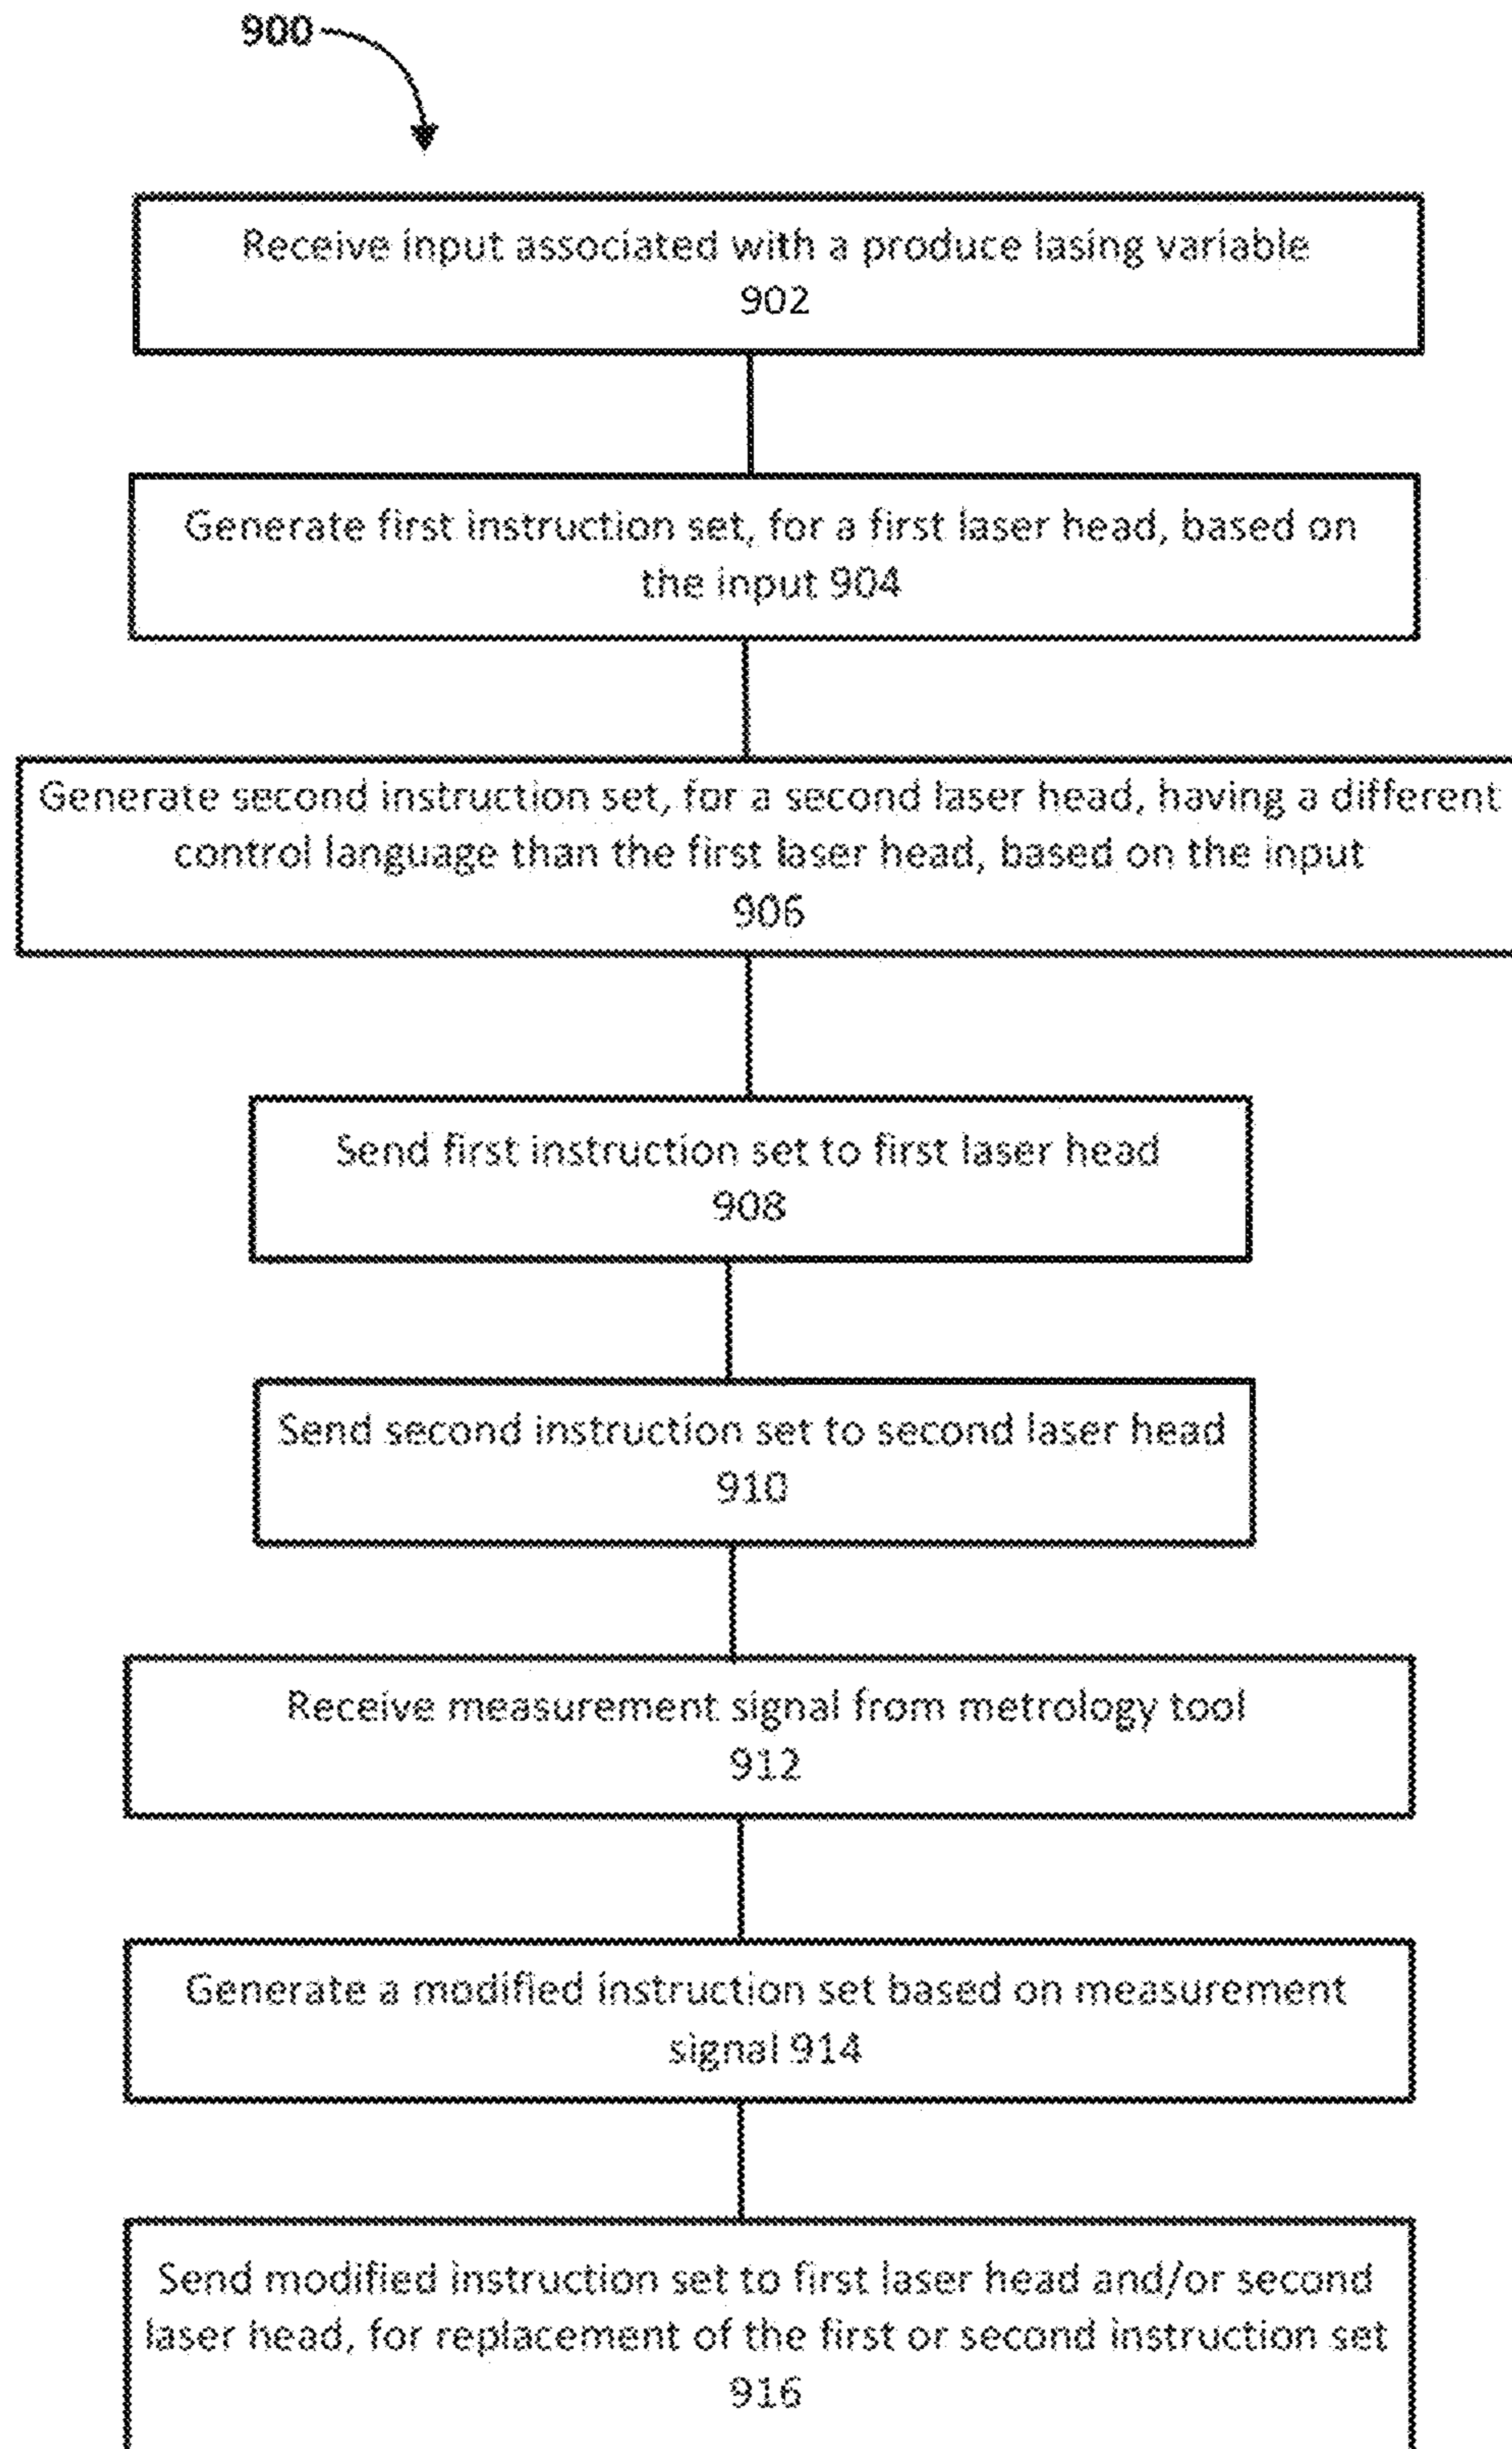 900
Receive input associated with a produce lasing variable
902
Generate first instruction set, for a first laser head, based on
the input 904
Generate second instruction set, for a second laser head, having a different
control language than the first laser head, based on the input
906
Send first instruction set to first laser head
908
Send second instruction set to second laser head
910
Receive measurement signal from metrology tool
912
Generate a modified instruction set based on measurement
signal 914
Send modified instruction set to first laser head and/or second
laser head, for replacement of the first or second instruction set
916